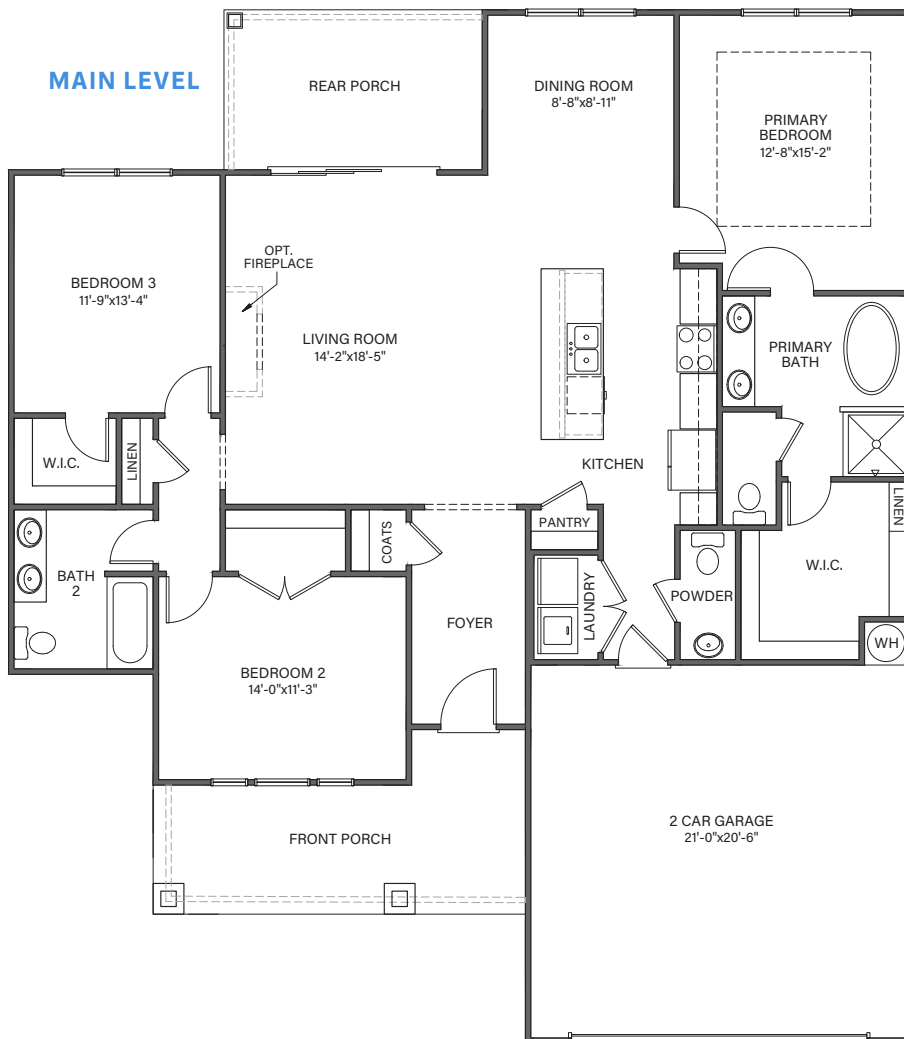 MAIN LEVEL
REAR PORCH
DINING ROOM
8'-8"x8'-11"
PRIMARY
BEDROOM
12'-8"x15'-2"
OPT.
FIREPLACE
BEDROOM 3
11'-9"x13'-4"
LIVING ROOM
14'-2"x18'-5"
PRIMARY
BATH
W.I.C.
LINEN
KITCHEN
LINEN
PANTRY
COATS
BATH
2
W.I.C.
LAUNDRY
POWDER
FOYER
WH
BEDROOM 2
14'-0"x11'-3"
2 CAR GARAGE
21'-0"x20'-6"
FRONT PORCH